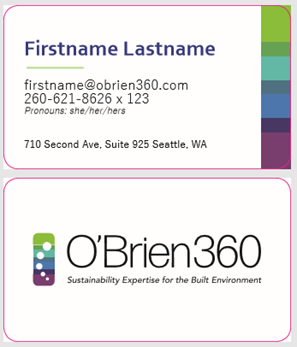 Firstname Lastname
firstname@obrien360.com
260-621-8626 x 123
Pronouns: she/her/hers
710 Second Ave, Suite 925 Seattle, WA
O'Brien360
Sustainability Expertise for the Built Environment